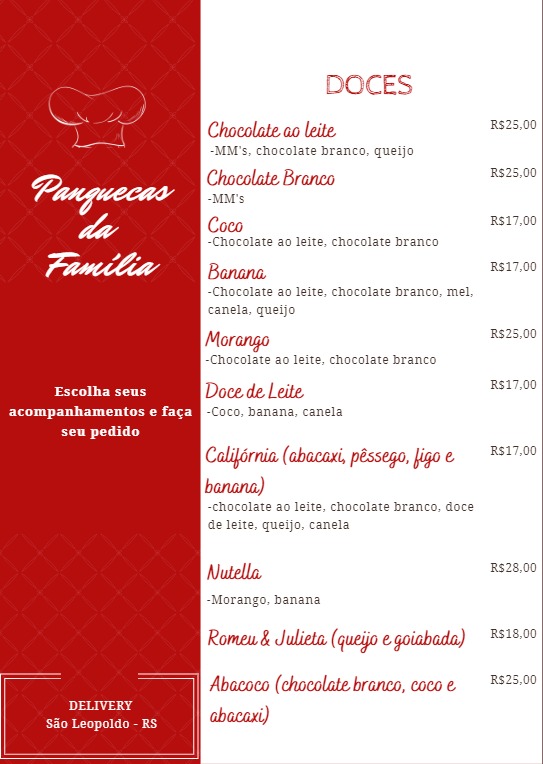 Panquecas
da
Família
Escolha seus
acompanhamentos e faça
seu pedido
DELIVERY
São Leopoldo - RS
DOCES
Chocolate ao leite R$25,00
-MM's, chocolate branco, queijo
Chocolate Branco R$25,00
-MM's
Coco R$17,00
-Chocolate ao leite, chocolate branco
Banana R$17,00
-Chocolate ao leite, chocolate branco, mel,
canela, queijo
Morango R$25,00
-Chocolate ao leite, chocolate branco
Doce de Leite R$17,00
-Coco, banana, canela
Califórnia (abacaxi, pêssego, figo e R$17,00
banana)
-chocolate ao leite, chocolate branco, doce
de leite, queijo, canela
Nutella R$28,00
-Morango, banana
Romeu & Julieta (queijo e goiabada) R$18,00
Abacoco (chocolate branco, coco e R$25,00
abacaxi)